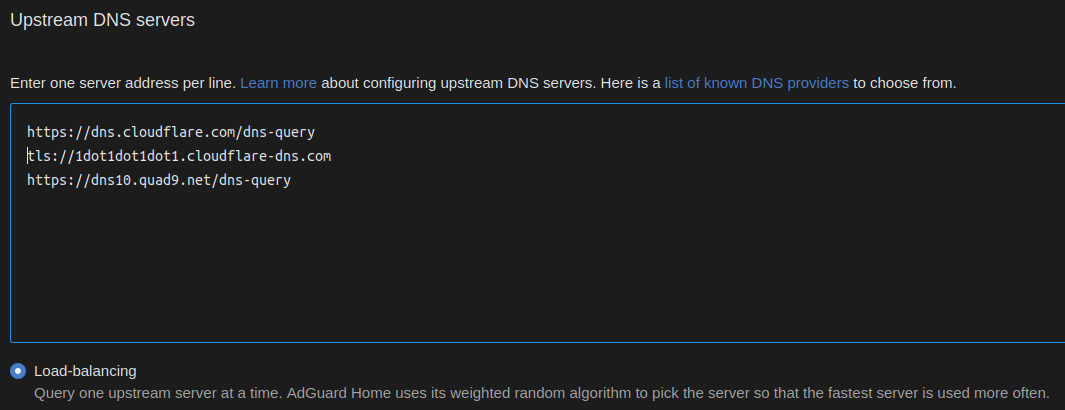 Upstream DNS servers
Enter one server address per line. Learn more about configuring upstream DNS servers. Here is a list of known DNS providers to choose from.
https://dns.cloudflare.com/dns-query
tls://1dot1dot1dot1.cloudflare-dns.com
https://dns10.quad9.net/dns-query
Load-balancing
Query one upstream server at a time. AdGuard Home uses its weighted random algorithm to pick the server so that the fastest server is used more often.